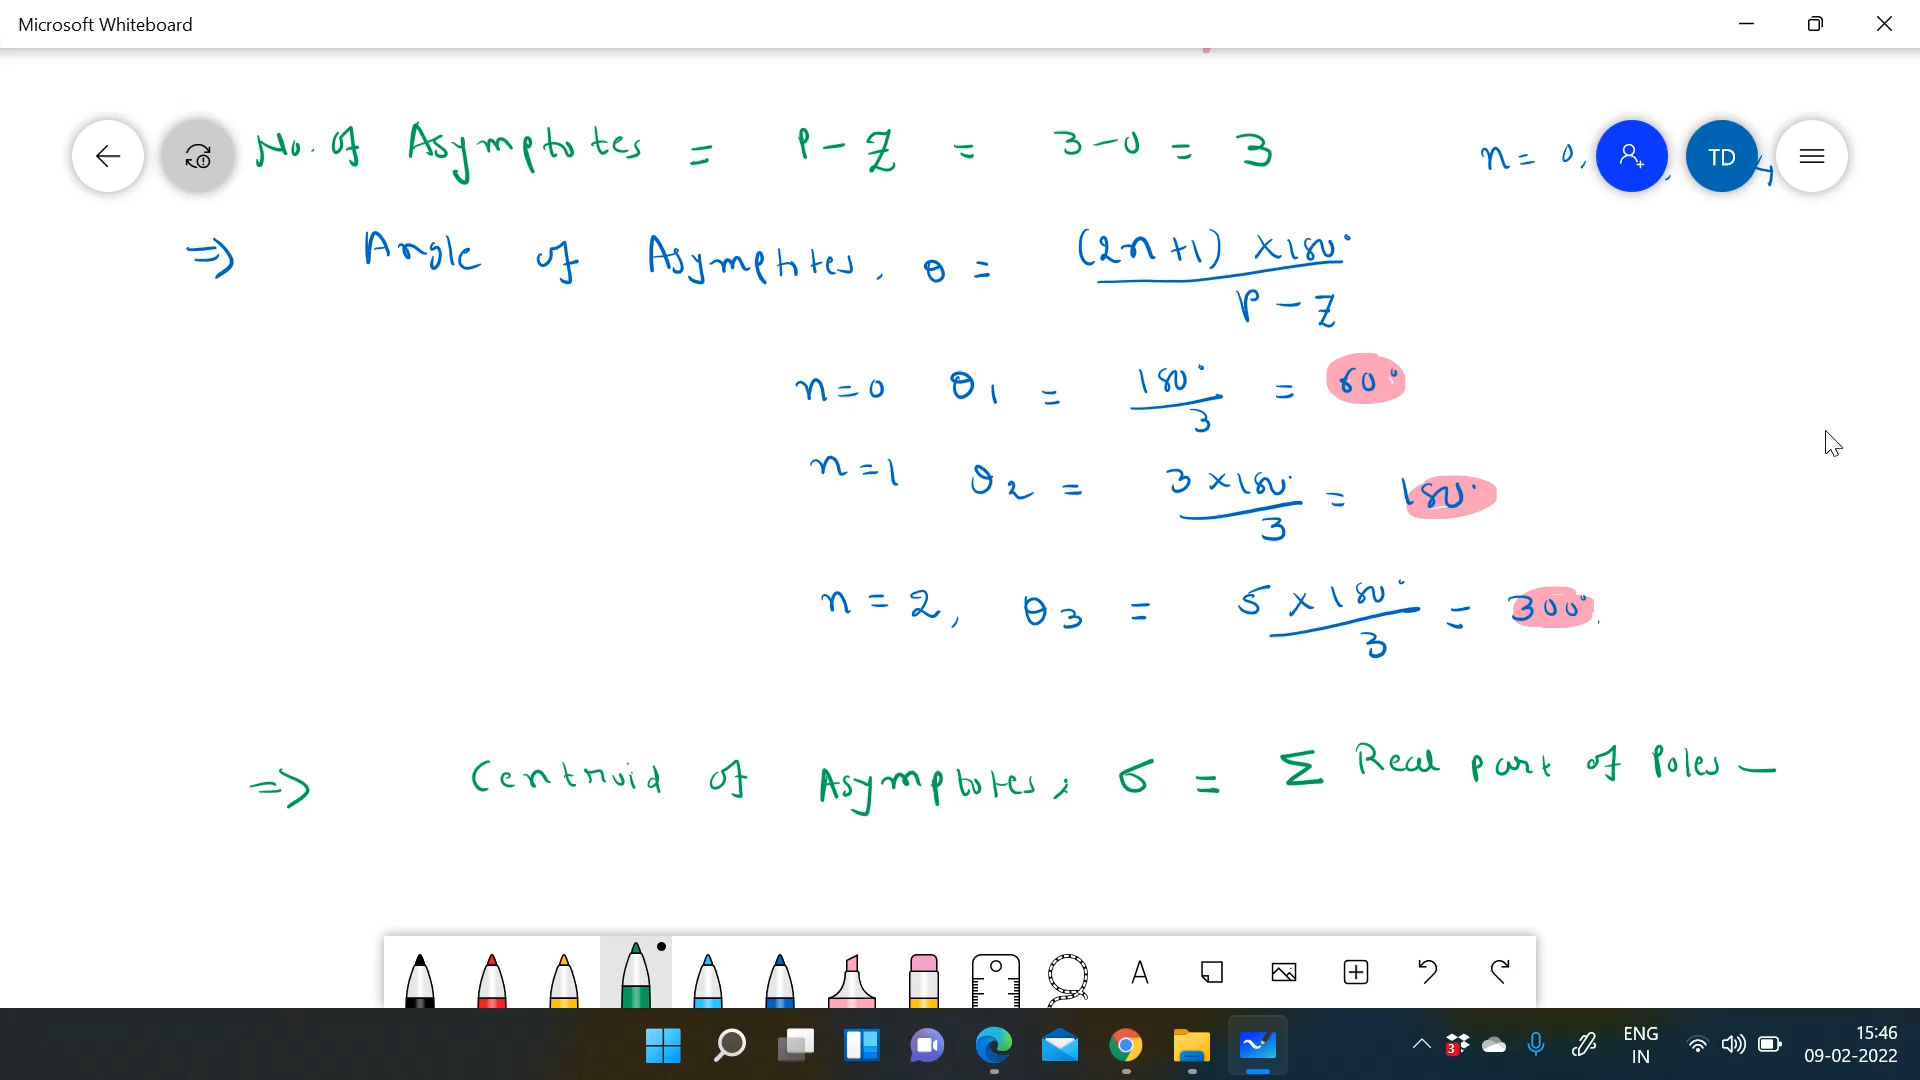 Microsoft Whiteboard
No. of Asymptotes = P - Z = 3 - 0 = 3
n = 0,
TD
=> Angle of Asymptotes, θ = (2n+1) × 180° / P - Z
n = 0 θ1 = 180° / 3 = 60°
n = 1 θ2 = 3 × 180° / 3 = 180°
n = 2, θ3 = 5 × 180° / 3 = 300°.
=> Centroid of Asymptotes, σ = Σ Real part of Poles –
A
3
ENG
IN
15:46
09-02-2022